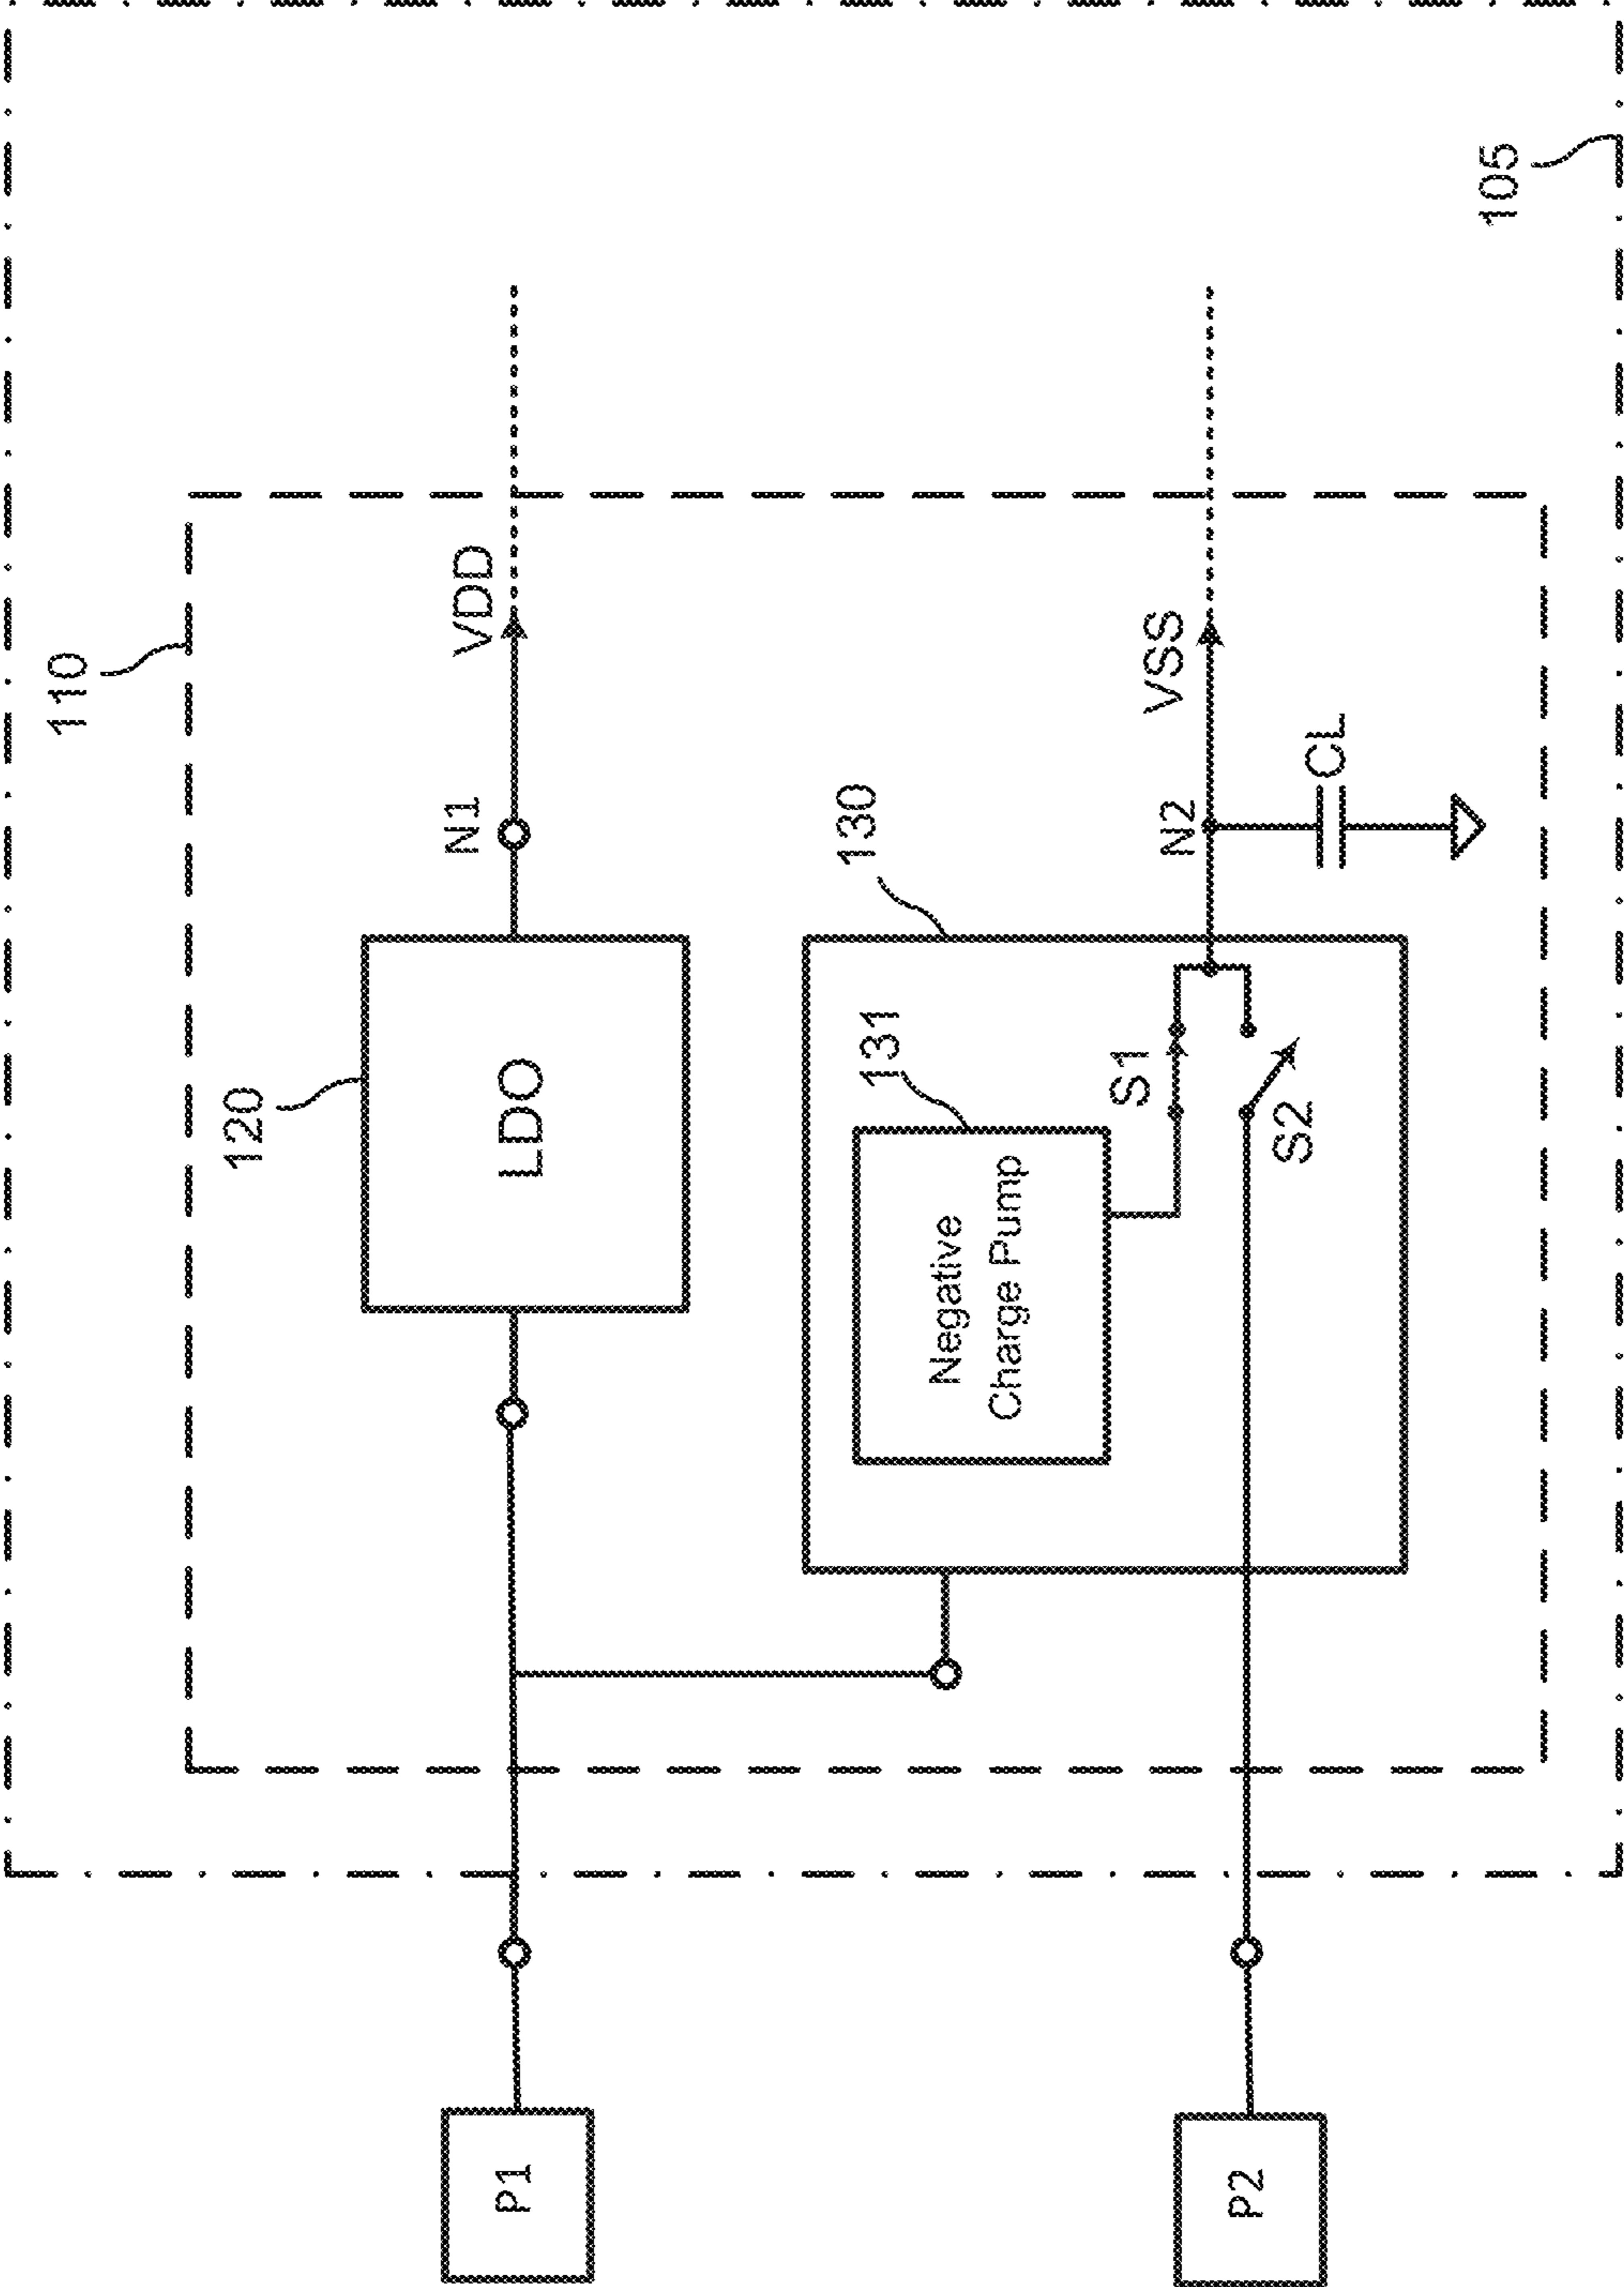 110
120
LDO
N1
VDD
130
131
Negative
Charge Pump
S1
S2
N2
VSS
CL
P1
P2
105